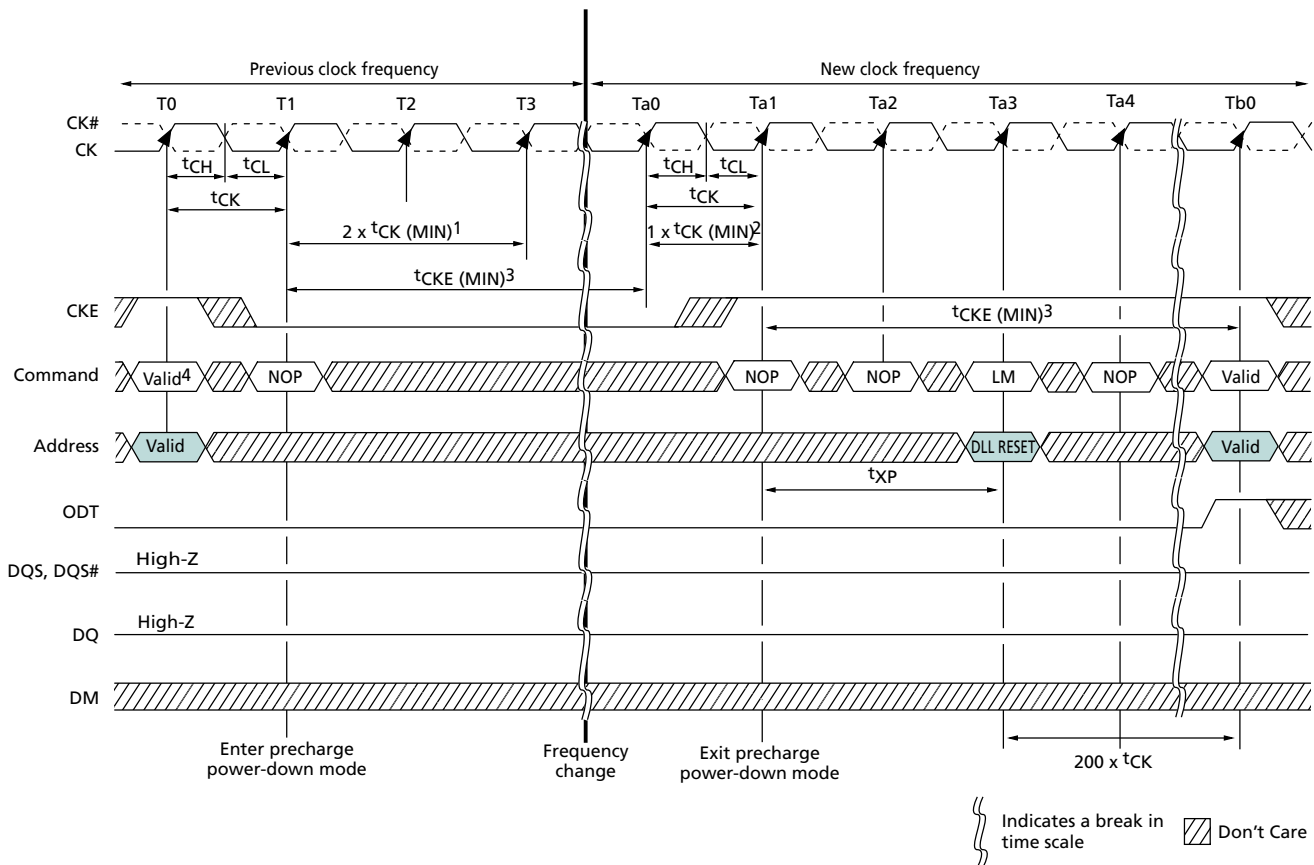 Previous clock frequency New clock frequency
T0 T1 T2 T3 Ta0 Ta1 Ta2 Ta3 Ta4 Tb0
CK#
CK
tCH tCL tCH tCL
tCK tCK
2 x tCK (MIN)1 1 x tCK (MIN)2
tCKE (MIN)3
CKE
tCKE (MIN)3
Command Valid4 NOP NOP NOP LM NOP Valid
Address Valid DLL RESET Valid
tXP
ODT
High-Z
DQS, DQS#
High-Z
DQ
DM
Enter precharge
power-down mode
Frequency
change
Exit precharge
power-down mode
200 x tCK
Indicates a break in
time scale
Don't Care